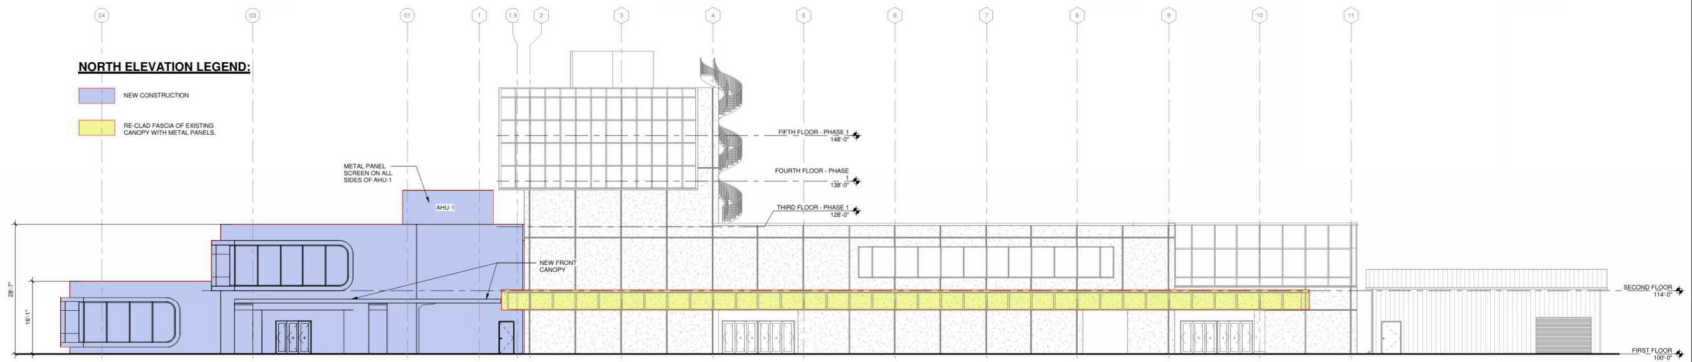 04
03
01
1
1.9
2
3
4
5
6
7
8
9
10
11
NORTH ELEVATION LEGEND:
NEW CONSTRUCTION
RE-CLAD FASCIA OF EXISTING
CANOPY WITH METAL PANELS.
METAL PANEL
SCREEN ON ALL
SIDES OF AHU-1
AHU-1
FIFTH FLOOR - PHASE 1
148'-0"
FOURTH FLOOR - PHASE
1
138'-0"
THIRD FLOOR - PHASE 1
128'-0"
NEW FRONT
CANOPY
28'-7"
16'-1"
SECOND FLOOR
114'-0"
FIRST FLOOR
100'-0"